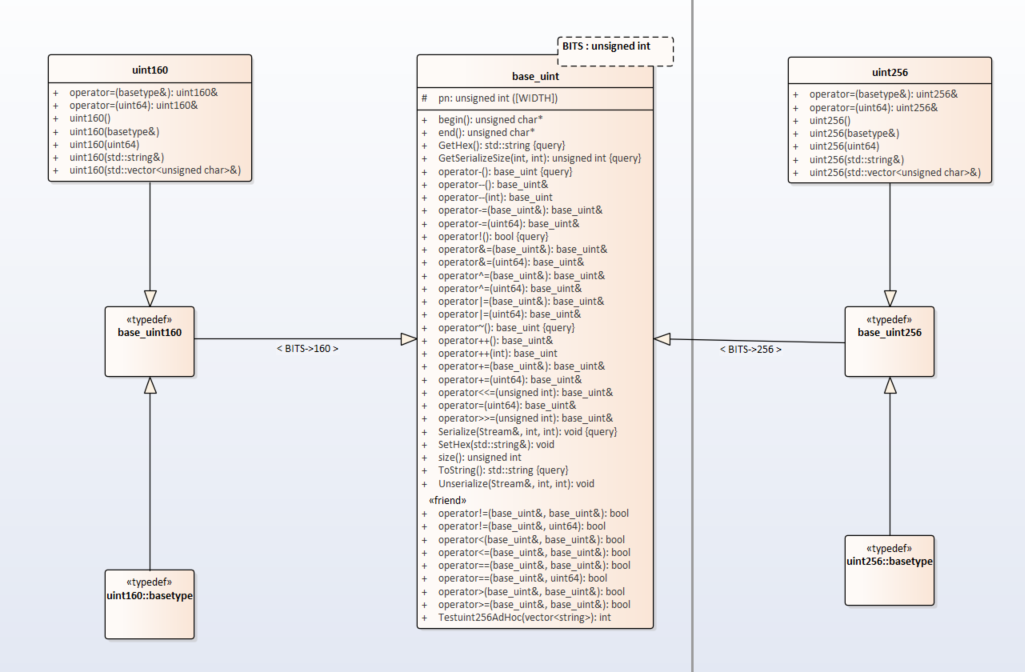 uint160
+ operator=(basetype&): uint160&
+ operator=(uint64): uint160&
+ uint160()
+ uint160(basetype&)
+ uint160(uint64)
+ uint160(std::string&)
+ uint160(std::vector<unsigned char>&)
«typedef»
base_uint160
< BITS->160 >
«typedef»
uint160::basetype
BITS : unsigned int
base_uint
# pn: unsigned int ([WIDTH])
+ begin(): unsigned char*
+ end(): unsigned char*
+ GetHex(): std::string {query}
+ GetSerializeSize(int, int): unsigned int {query}
+ operator-(): base_uint {query}
+ operator--(): base_uint&
+ operator--(int): base_uint
+ operator-=(base_uint&): base_uint&
+ operator-=(uint64): base_uint&
+ operator!(): bool {query}
+ operator&=(base_uint&): base_uint&
+ operator&=(uint64): base_uint&
+ operator^=(base_uint&): base_uint&
+ operator^=(uint64): base_uint&
+ operator|=(base_uint&): base_uint&
+ operator|=(uint64): base_uint&
+ operator~(): base_uint {query}
+ operator++(): base_uint&
+ operator++(int): base_uint
+ operator+=(base_uint&): base_uint&
+ operator+=(uint64): base_uint&
+ operator<<=(unsigned int): base_uint&
+ operator=(uint64): base_uint&
+ operator>>=(unsigned int): base_uint&
+ Serialize(Stream&, int, int): void {query}
+ SetHex(std::string&): void
+ size(): unsigned int
+ ToString(): std::string {query}
+ Unserialize(Stream&, int, int): void
«friend»
+ operator!=(base_uint&, base_uint&): bool
+ operator!=(base_uint&, uint64): bool
+ operator<(base_uint&, base_uint&): bool
+ operator<=(base_uint&, base_uint&): bool
+ operator==(base_uint&, base_uint&): bool
+ operator==(base_uint&, uint64): bool
+ operator>(base_uint&, base_uint&): bool
+ operator>=(base_uint&, base_uint&): bool
+ Testuint256AdHoc(vector<string>): int
uint256
+ operator=(basetype&): uint256&
+ operator=(uint64): uint256&
+ uint256()
+ uint256(basetype&)
+ uint256(uint64)
+ uint256(std::string&)
+ uint256(std::vector<unsigned char>&)
«typedef»
base_uint256
< BITS->256 >
«typedef»
uint256::basetype